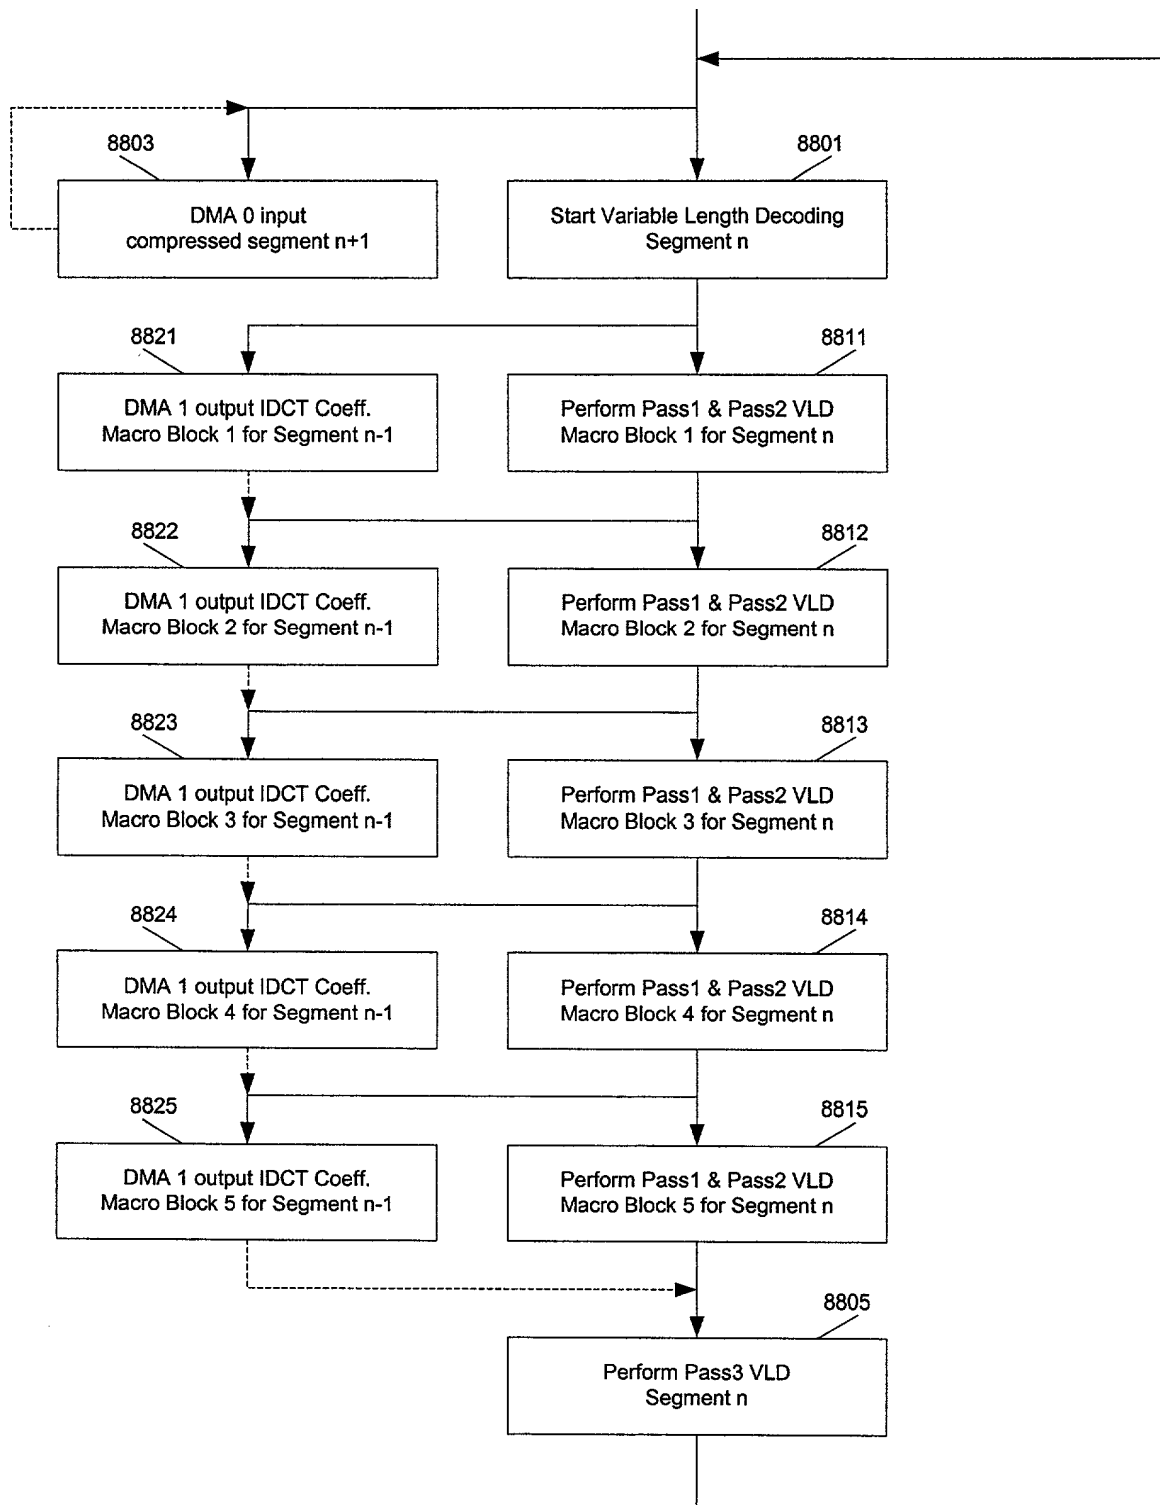 8803
8801
DMA 0 input
compressed segment n+1
Start Variable Length Decoding
Segment n
8821
8811
DMA 1 output IDCT Coeff.
Macro Block 1 for Segment n-1
Perform Pass1 & Pass2 VLD
Macro Block 1 for Segment n
8822
8812
DMA 1 output IDCT Coeff.
Macro Block 2 for Segment n-1
Perform Pass1 & Pass2 VLD
Macro Block 2 for Segment n
8823
8813
DMA 1 output IDCT Coeff.
Macro Block 3 for Segment n-1
Perform Pass1 & Pass2 VLD
Macro Block 3 for Segment n
8824
8814
DMA 1 output IDCT Coeff.
Macro Block 4 for Segment n-1
Perform Pass1 & Pass2 VLD
Macro Block 4 for Segment n
8825
8815
DMA 1 output IDCT Coeff.
Macro Block 5 for Segment n-1
Perform Pass1 & Pass2 VLD
Macro Block 5 for Segment n
8805
Perform Pass3 VLD
Segment n